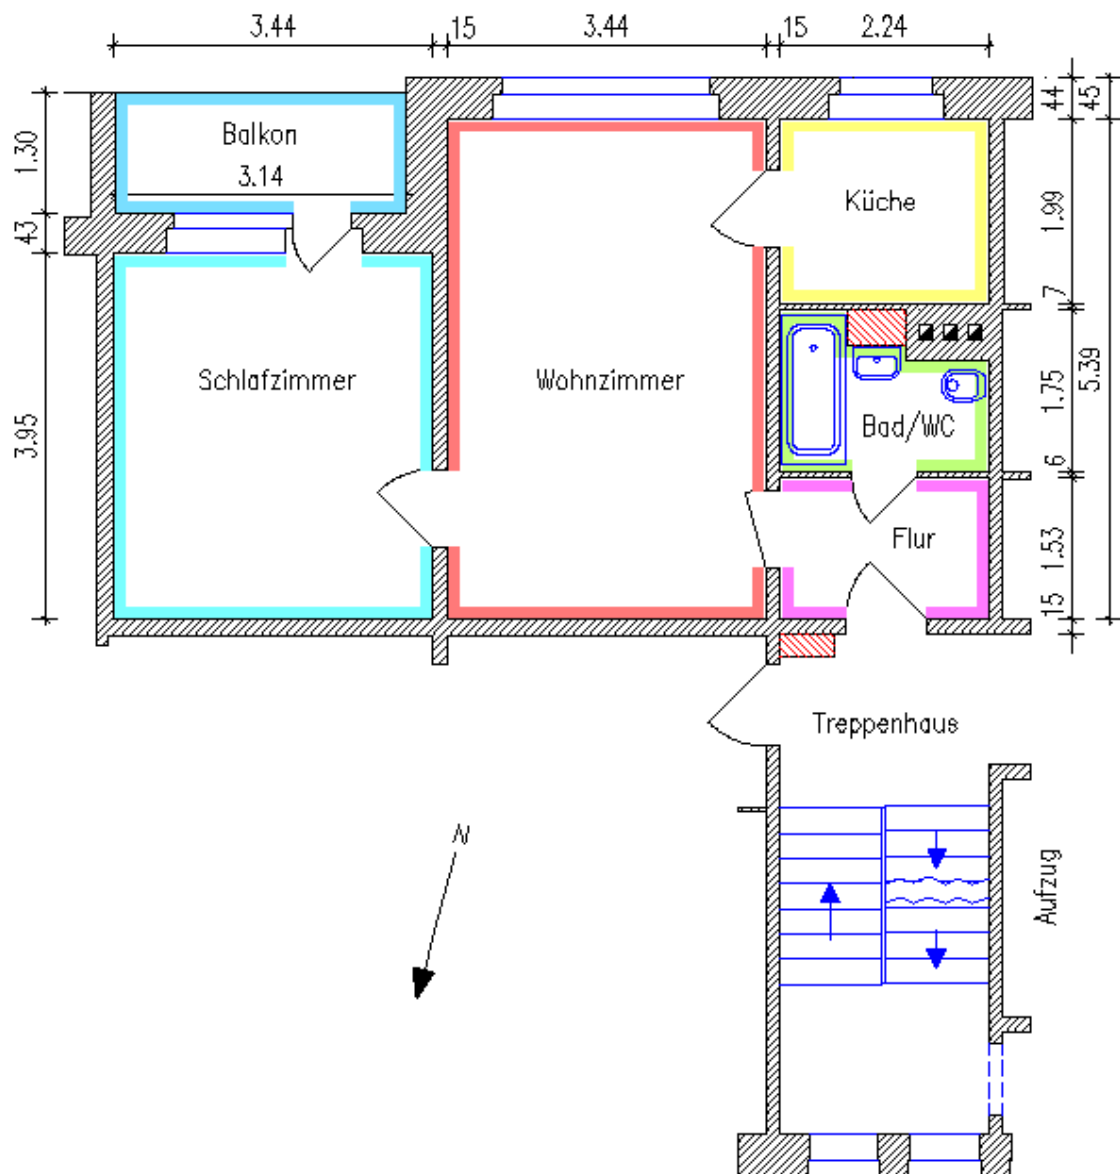 3.44
15
3.44
15
2.24
44
45
1.30
Balkon
3.14
Küche
1.99
43
7
Schlafzimmer
Wohnzimmer
5.39
1.75
3.95
Bad/WC
6
Flur
1.53
15
Treppenhaus
N
Aufzug